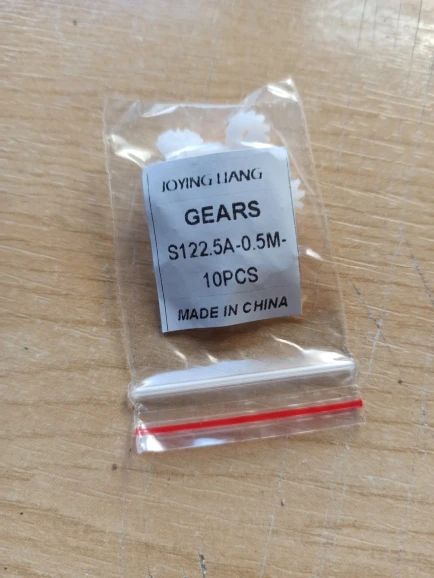 JOYING LIANG
GEARS
S122.5A-0.5M-
10PCS
MADE IN CHINA